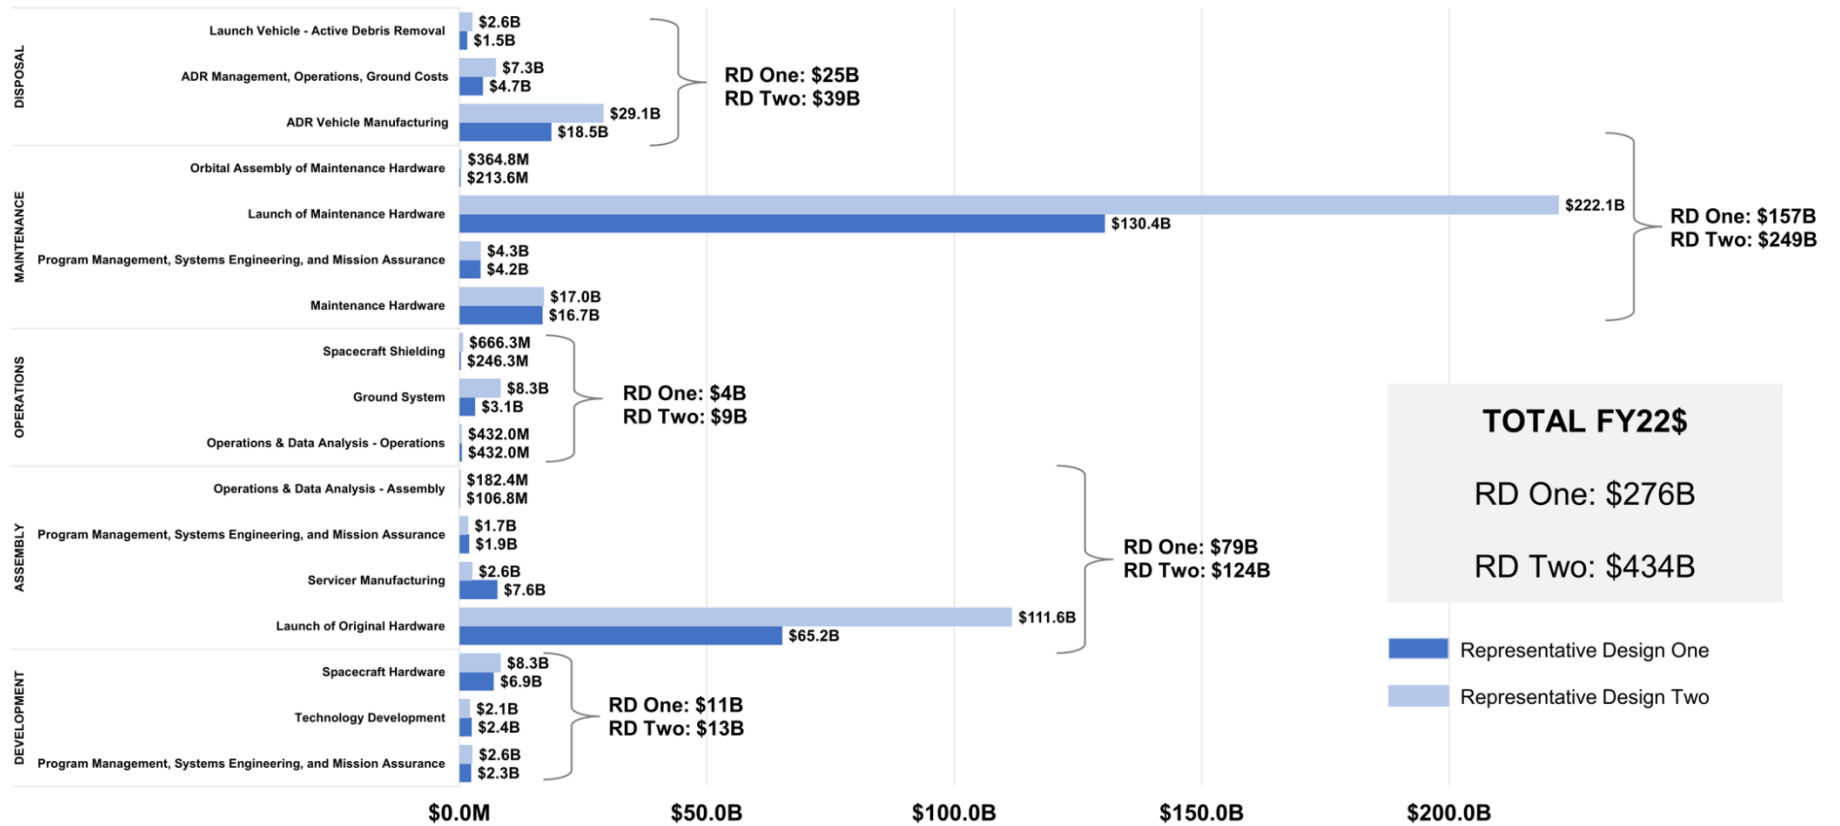 DISPOSAL
Launch Vehicle - Active Debris Removal
$2.6B
$1.5B
ADR Management, Operations, Ground Costs
$7.3B
$4.7B
ADR Vehicle Manufacturing
$29.1B
$18.5B
RD One: $25B
RD Two: $39B
MAINTENANCE
Orbital Assembly of Maintenance Hardware
$364.8M
$213.6M
Launch of Maintenance Hardware
$222.1B
$130.4B
Program Management, Systems Engineering, and Mission Assurance
$4.3B
$4.2B
Maintenance Hardware
$17.0B
$16.7B
RD One: $157B
RD Two: $249B
OPERATIONS
Spacecraft Shielding
$666.3M
$246.3M
Ground System
$8.3B
$3.1B
Operations & Data Analysis - Operations
$432.0M
$432.0M
RD One: $4B
RD Two: $9B
ASSEMBLY
Operations & Data Analysis - Assembly
$182.4M
$106.8M
Program Management, Systems Engineering, and Mission Assurance
$1.7B
$1.9B
Servicer Manufacturing
$2.6B
$7.6B
Launch of Original Hardware
$111.6B
$65.2B
RD One: $79B
RD Two: $124B
DEVELOPMENT
Spacecraft Hardware
$8.3B
$6.9B
Technology Development
$2.1B
$2.4B
Program Management, Systems Engineering, and Mission Assurance
$2.6B
$2.3B
RD One: $11B
RD Two: $13B
$0.0M
$50.0B
$100.0B
$150.0B
$200.0B
TOTAL FY22$
RD One: $276B
RD Two: $434B
Representative Design One
Representative Design Two